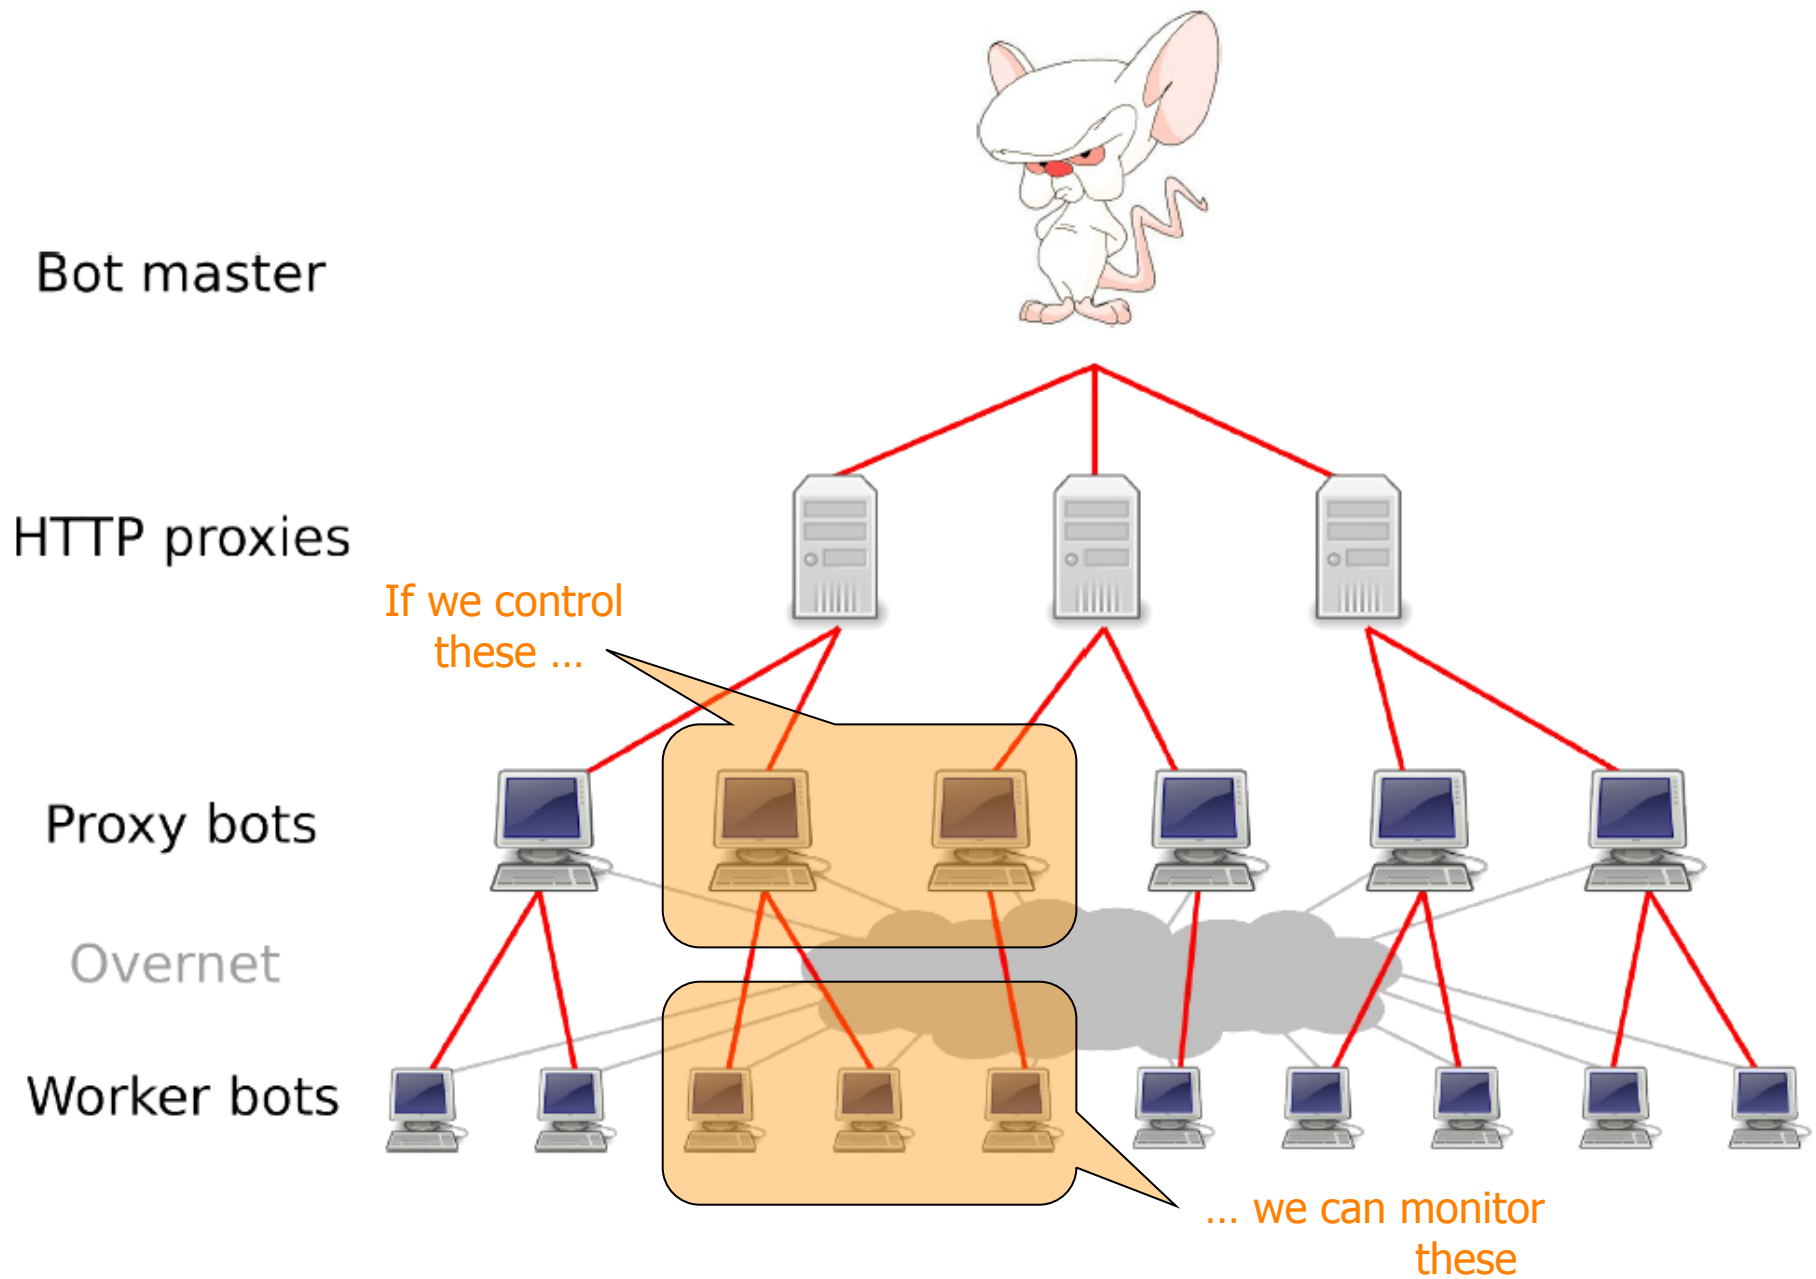 Bot master
HTTP proxies
If we control
these ...
Proxy bots
Overnet
Worker bots
... we can monitor
these